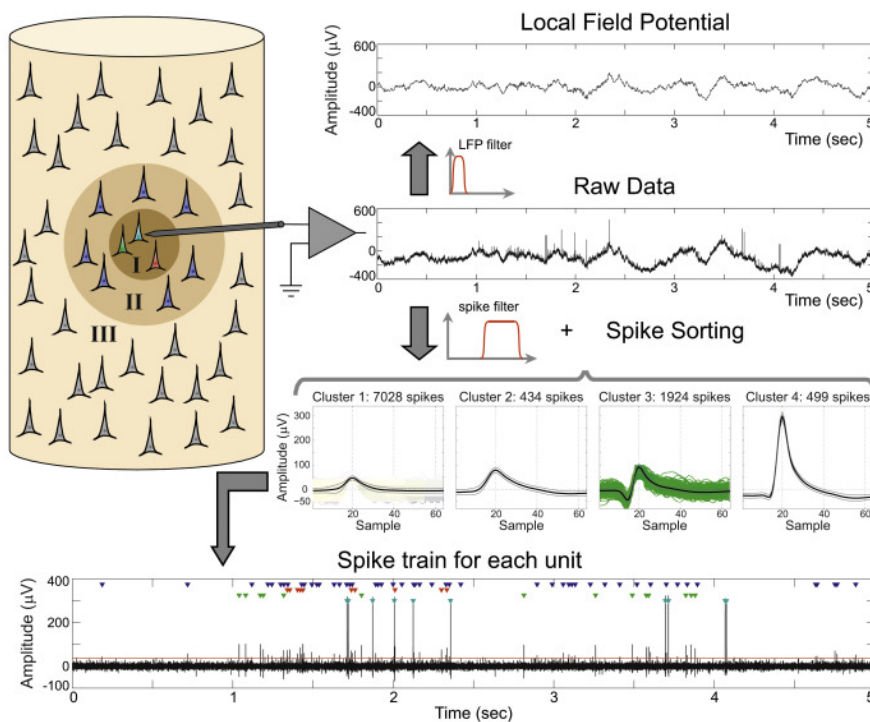 Local Field Potential
Amplitude (μV)
600
-400
0 1 2 3 4 5
Time (sec)
LFP filter
Raw Data
600
0
-400
0 1 2 3 4 5
Time (sec)
I
II
III
spike filter
+ Spike Sorting
Cluster 1: 7028 spikes
Cluster 2: 434 spikes
Cluster 3: 1924 spikes
Cluster 4: 499 spikes
Amplitude (μV)
300
200
100
0
-50
20 40 60
20 40 60
20 40 60
20 40 60
Sample
Sample
Sample
Sample
Spike train for each unit
Amplitude (μV)
400
200
0
-100
0 1 2 3 4 5
Time (sec)